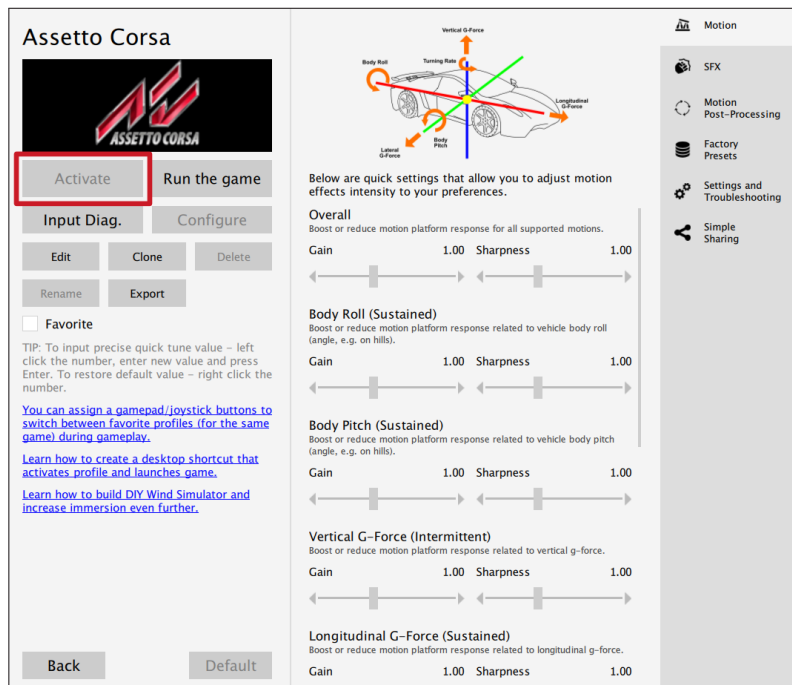 Assetto Corsa
ASSETTO CORSA
Activate
Run the game
Input Diag.
Configure
Edit
Clone
Delete
Rename
Export
Favorite
TIP: To input precise quick tune value – left
click the number, enter new value and press
Enter. To restore default value – right click the
number.
You can assign a gamepad/joystick buttons to
switch between favorite profiles (for the same
game) during gameplay.
Learn how to create a desktop shortcut that
activates profile and launches game.
Learn how to build DIY Wind Simulator and
increase immersion even further.
Back
Default
Vertical G-Force
Body Roll
Turning Rate
Longitudinal
G-Force
Body
Pitch
Lateral
G-Force
Below are quick settings that allow you to adjust motion
effects intensity to your preferences.
Overall
Boost or reduce motion platform response for all supported motions.
Gain 1.00 Sharpness 1.00
Body Roll (Sustained)
Boost or reduce motion platform response related to vehicle body roll
(angle, e.g. on hills).
Gain 1.00 Sharpness 1.00
Body Pitch (Sustained)
Boost or reduce motion platform response related to vehicle body pitch
(angle, e.g. on hills).
Gain 1.00 Sharpness 1.00
Vertical G-Force (Intermittent)
Boost or reduce motion platform response related to vertical g-force.
Gain 1.00 Sharpness 1.00
Longitudinal G-Force (Sustained)
Boost or reduce motion platform response related to longitudinal g-force.
Gain 1.00 Sharpness 1.00
Motion
SFX
Motion
Post-Processing
Factory
Presets
Settings and
Troubleshooting
Simple
Sharing